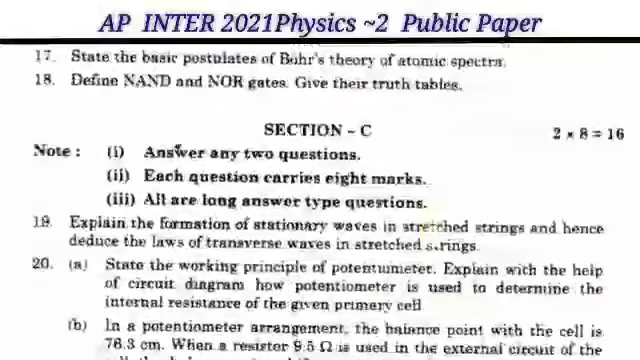 AP INTER 2021Physics ~2 Public Paper
17. State the basic postulates of Bohr's theory of atomic spectra.
18. Define NAND and NOR gates. Give their truth tables.
SECTION - C 2 × 8 = 16
Note : (i) Answer any two questions.
(ii) Each question carries eight marks.
(iii) All are long answer type questions.
19. Explain the formation of stationary waves in stretched strings and hence
deduce the laws of transverse waves in stretched strings.
20. (a) State the working principle of potentiometer. Explain with the help
of circuit diagram how potentiometer is used to determine the
internal resistance of the given primary cell
(b) In a potentiometer arrangement, the balance point with the cell is
76.3 cm. When a resistor 9.5 Ω is used in the external circuit of the